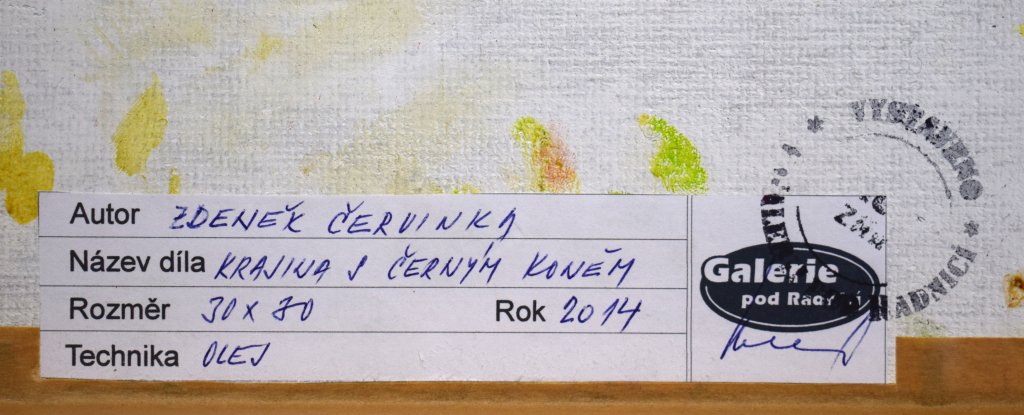 Autor ZDENĚK ČERVINKA
Název díla KRAJINA S ČERNÝM KONĚM
Rozměr 30 x 80 Rok 2014
Technika OLEJ
VYSTAVENO
RADNICÍ
Galerie
pod Radnicí